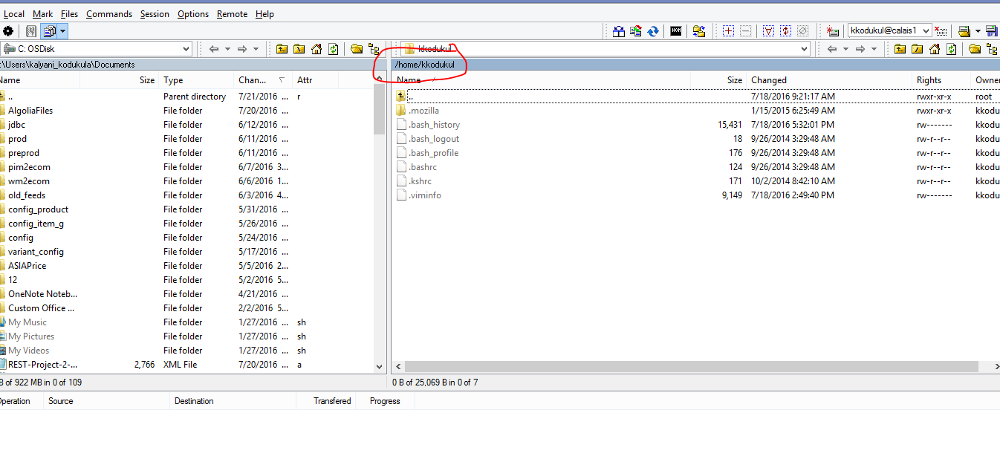 Local Mark Files Commands Session Options Remote Help
kkodukul@calais1
C: OSDisk kkodukul
:\Users\kalyani_kodukula\Documents /home/kkodukul
Name Size Type Chan... Attr Name Size Changed Rights Owner
.. Parent directory 7/21/2016 ... r .. 7/18/2016 9:21:17 AM rwxr-xr-x root
AlgoliaFiles File folder 7/20/2016 ... .mozilla 1/15/2015 6:25:49 AM rwxr-xr-x kkodu
jdbc File folder 6/12/2016 ... .bash_history 15,431 7/18/2016 5:32:01 PM rw------- kkodu
prod File folder 6/11/2016 ... .bash_logout 18 9/26/2014 3:29:48 AM rw-r--r-- kkodu
preprod File folder 6/11/2016 ... .bash_profile 176 9/26/2014 3:29:48 AM rw-r--r-- kkodu
pim2ecom File folder 6/7/2016 3... .bashrc 124 9/26/2014 3:29:48 AM rw-r--r-- kkodu
wm2ecom File folder 6/6/2016 1... .kshrc 171 10/2/2014 8:42:10 AM rw-r--r-- kkodu
old_feeds File folder 6/3/2016 4... .viminfo 9,149 7/18/2016 2:49:40 PM rw------- kkodu
config_product File folder 5/31/2016 ...
config_item_g File folder 5/26/2016 ...
config File folder 5/24/2016 ...
variant_config File folder 5/17/2016 ...
ASIAPrice File folder 5/5/2016 2...
12 File folder 5/2/2016 5...
OneNote Noteb... File folder 4/21/2016 ...
Custom Office ... File folder 2/2/2016 5...
My Music File folder 1/27/2016 ... sh
My Pictures File folder 1/27/2016 ... sh
My Videos File folder 1/27/2016 ... sh
REST-Project-2-... 2,766 XML File 7/20/2016 ... a
B of 922 MB in 0 of 109 0 B of 25,069 B in 0 of 7
Operation Source Destination Transfered Progress